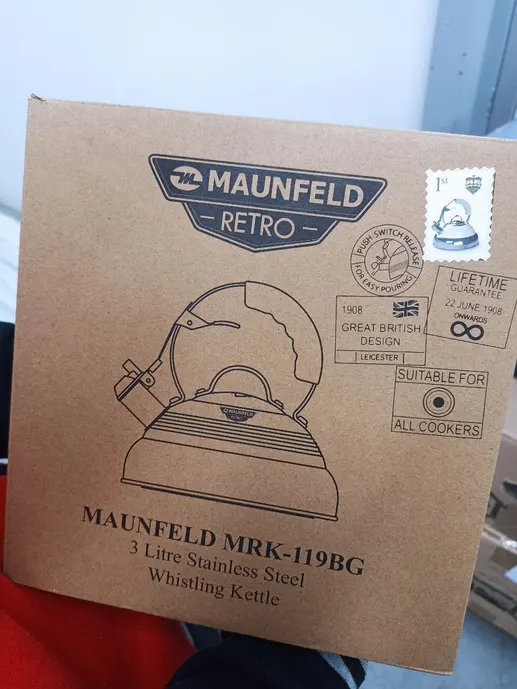 MAUNFELD
RETRO
1st
PUSH-SWITCH RELEASE
FOR EASY POURING
LIFETIME
GUARANTEE
22 JUNE 1908
ONWARDS
1908
GREAT BRITISH
DESIGN
LEICESTER
SUITABLE FOR
ALL COOKERS
MAUNFELD
RETRO
MAUNFELD MRK-119BG
3 Litre Stainless Steel
Whistling Kettle